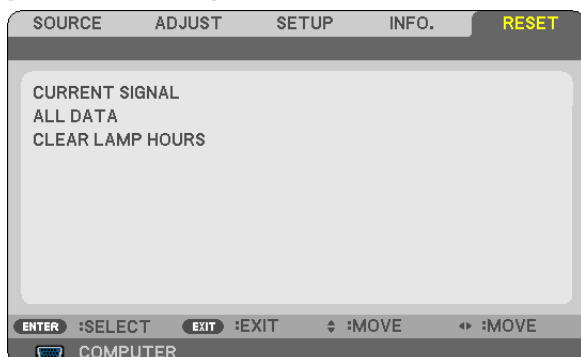 SOURCE ADJUST SETUP INFO. RESET
CURRENT SIGNAL
ALL DATA
CLEAR LAMP HOURS
ENTER :SELECT EXIT :EXIT :MOVE :MOVE
COMPUTER